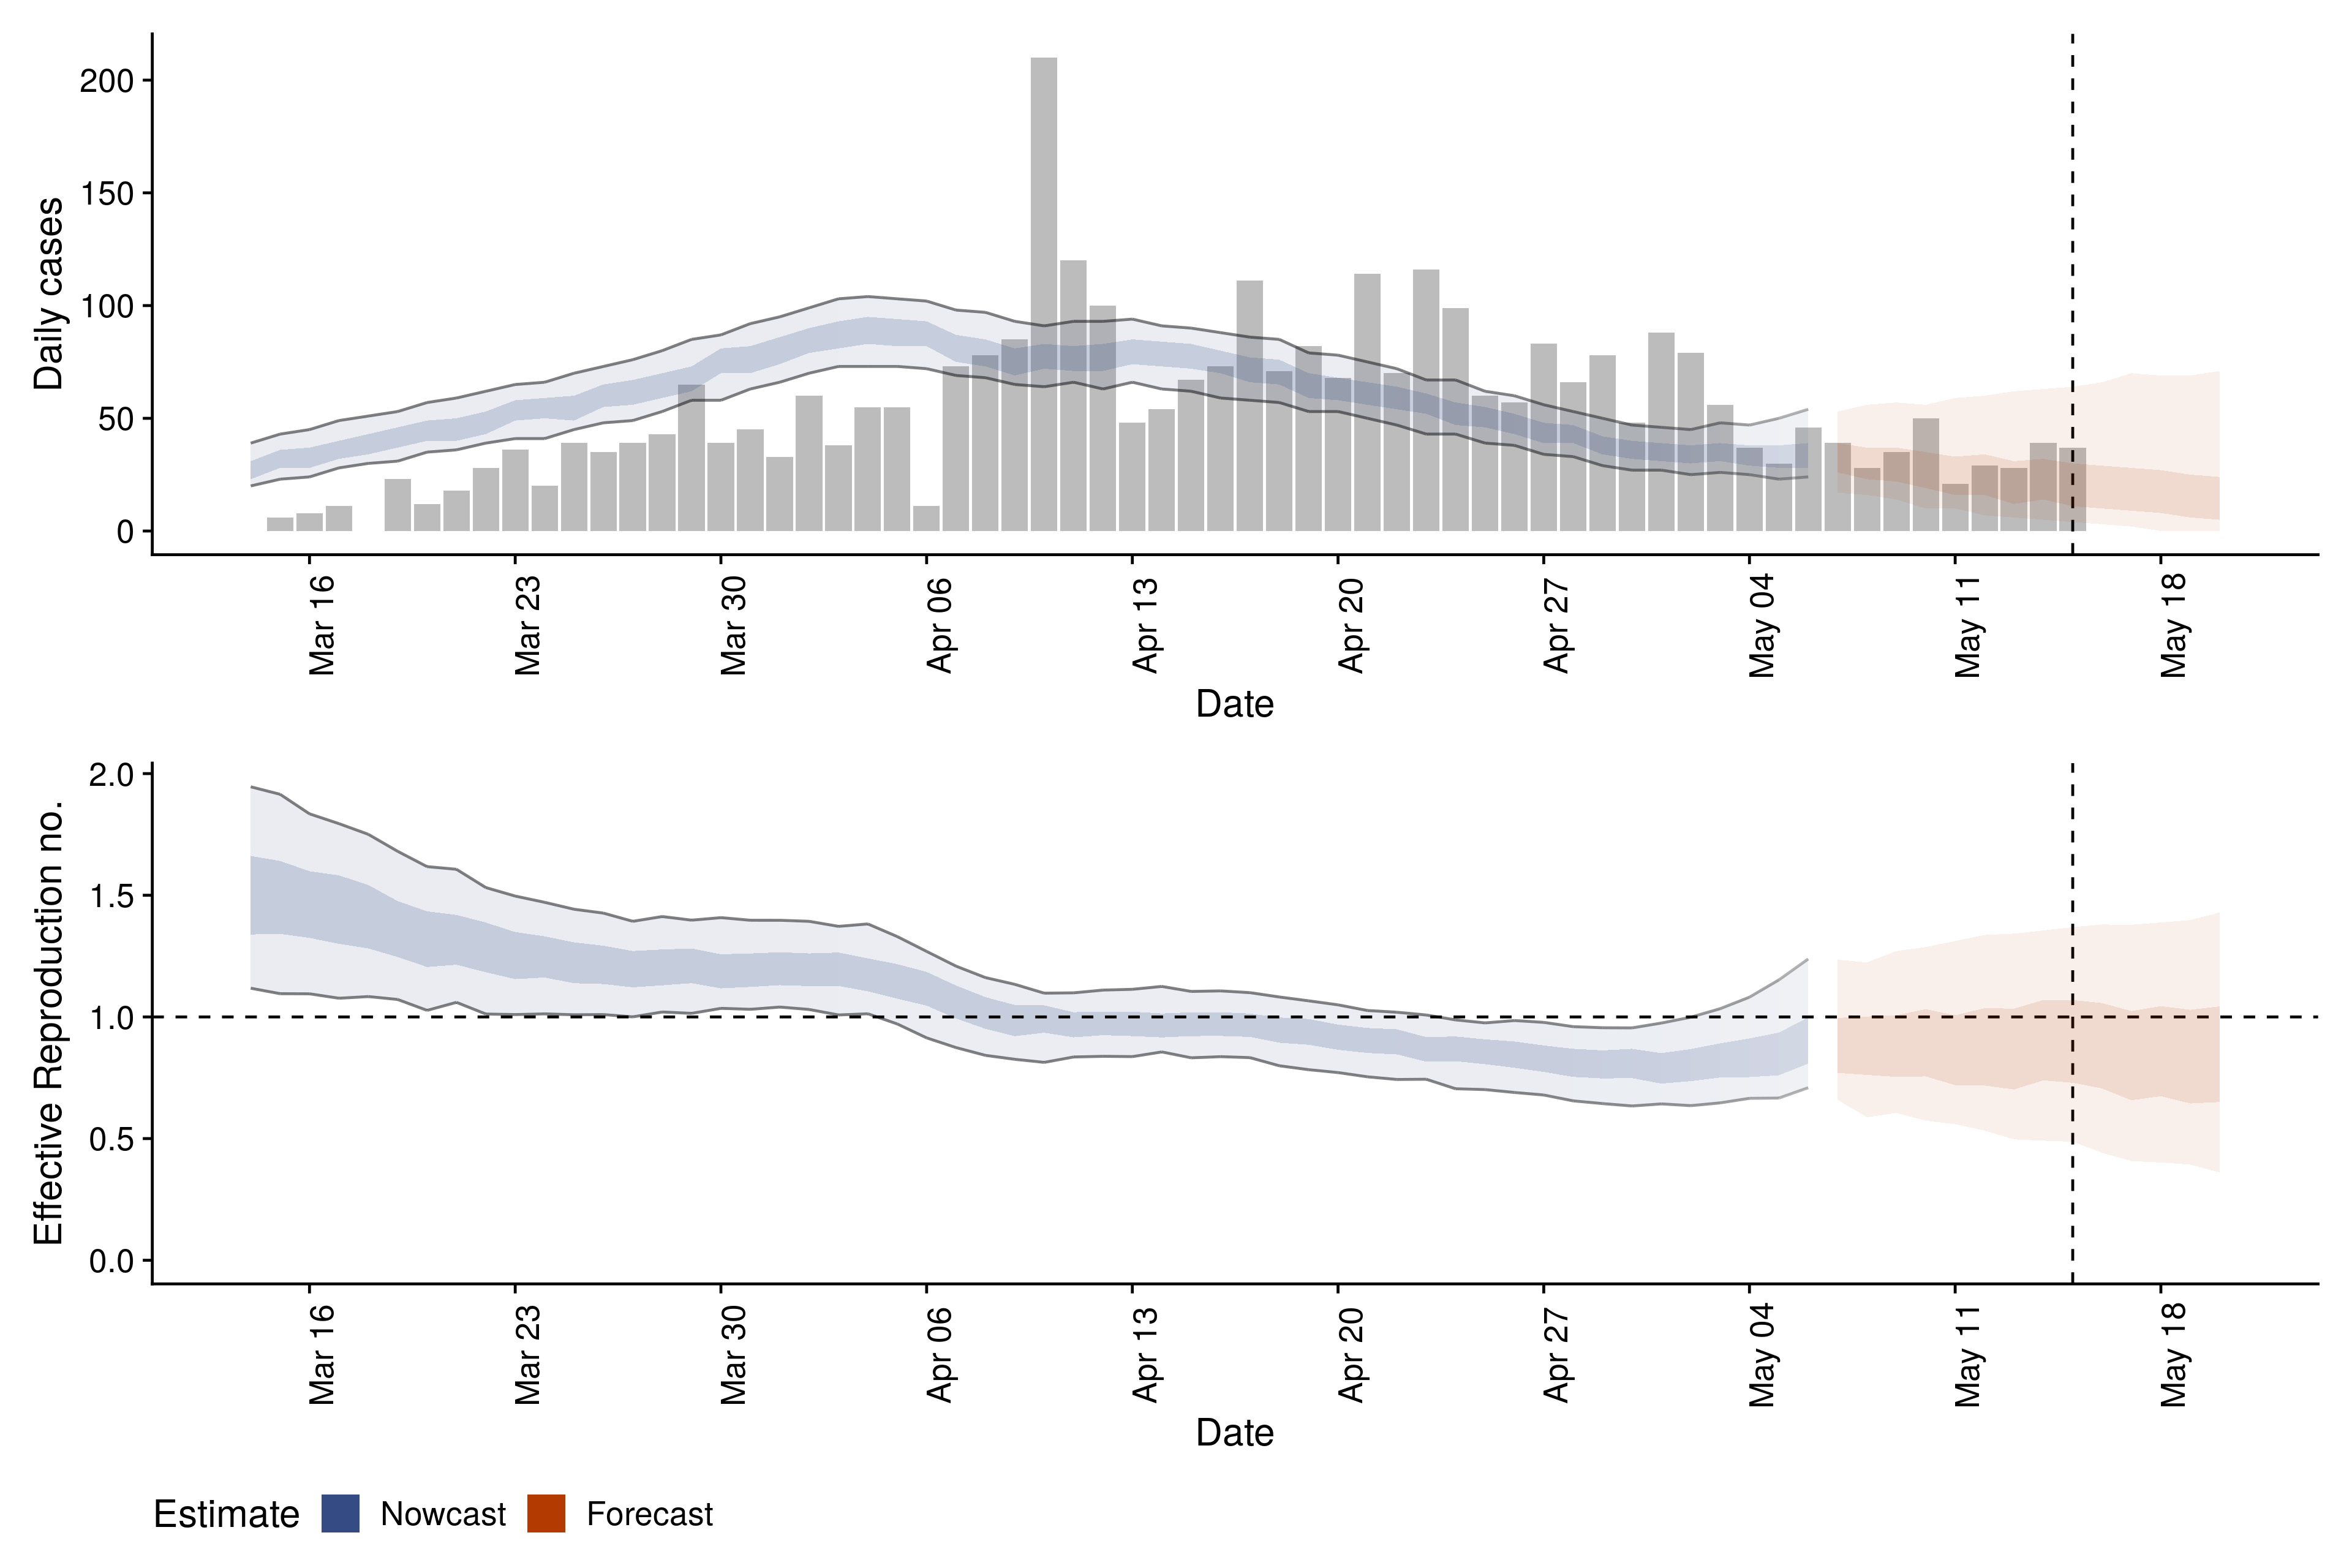 Daily cases
200
150
100
50
0
Mar 16
Mar 23
Mar 30
Apr 06
Apr 13
Apr 20
Apr 27
May 04
May 11
May 18
Date
Effective Reproduction no.
2.0
1.5
1.0
0.5
0.0
Mar 16
Mar 23
Mar 30
Apr 06
Apr 13
Apr 20
Apr 27
May 04
May 11
May 18
Date
Estimate Nowcast Forecast